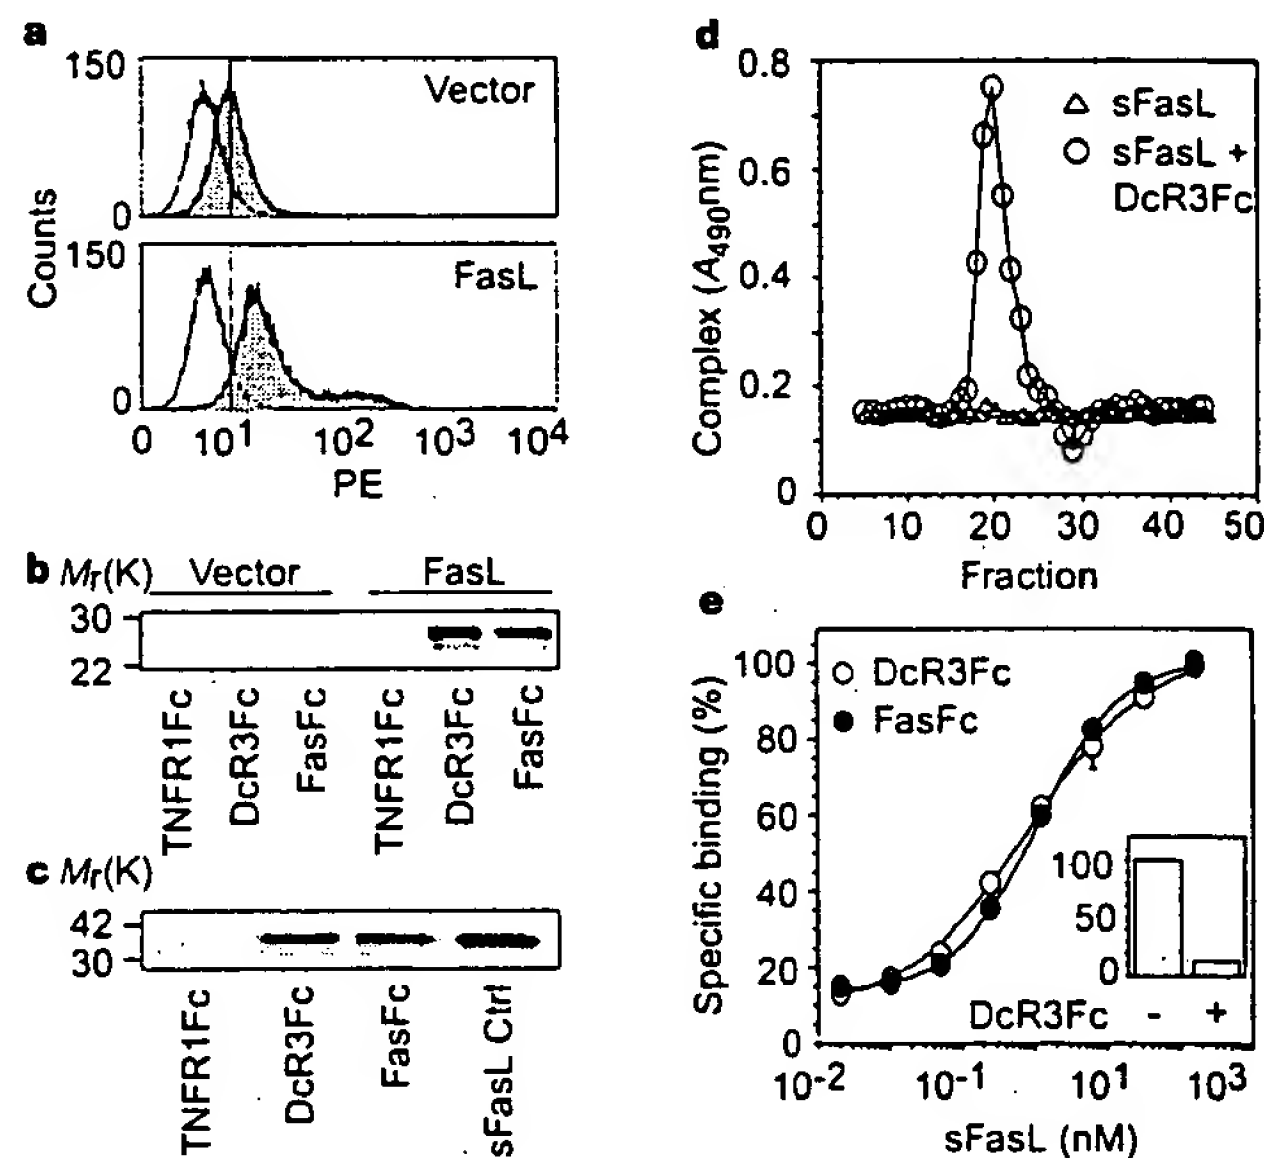 a
150
Vector
0
150
FasL
0
Counts
0 10¹ 10² 10³ 10⁴
PE
b Mr(K) Vector FasL
30
22
TNFR1Fc DcR3Fc FasFc TNFR1Fc DcR3Fc FasFc
c Mr(K)
42
30
TNFR1Fc DcR3Fc FasFc sFasL Ctrl
d
0.8
0.6
0.4
0.2
0
Complex (A490nm)
sFasL
sFasL +
DcR3Fc
0 10 20 30 40 50
Fraction
e
100
80
60
40
20
0
Specific binding (%)
DcR3Fc
FasFc
100
50
0
DcR3Fc - +
10-2 10-1 10¹ 10³
sFasL (nM)